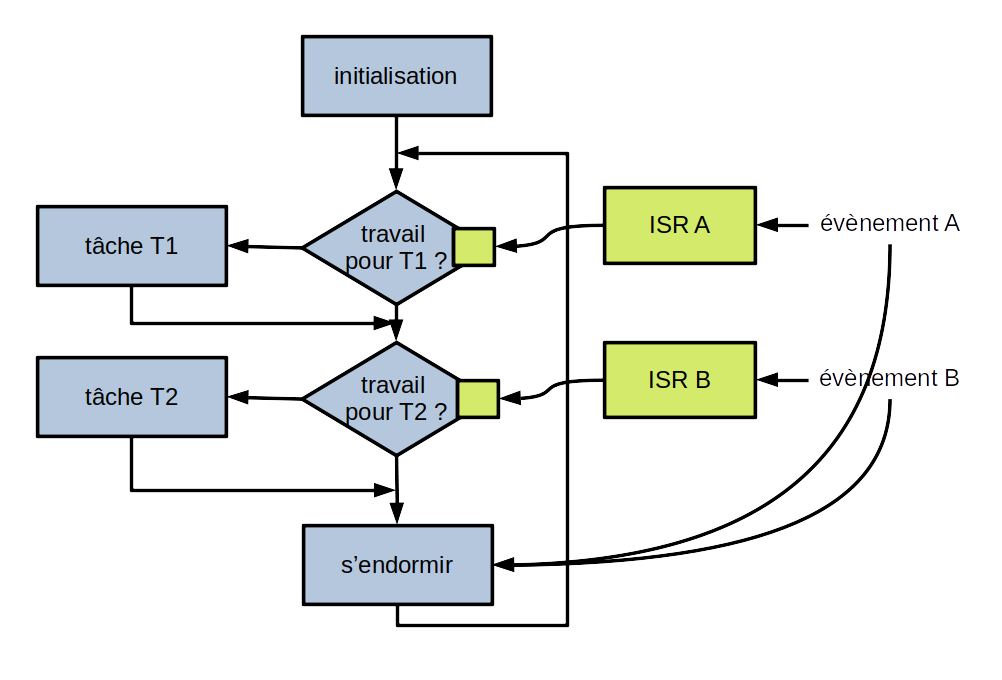 initialisation
travail
pour T1 ?
tâche T1
ISR A
évènement A
travail
pour T2 ?
tâche T2
ISR B
évènement B
s’endormir